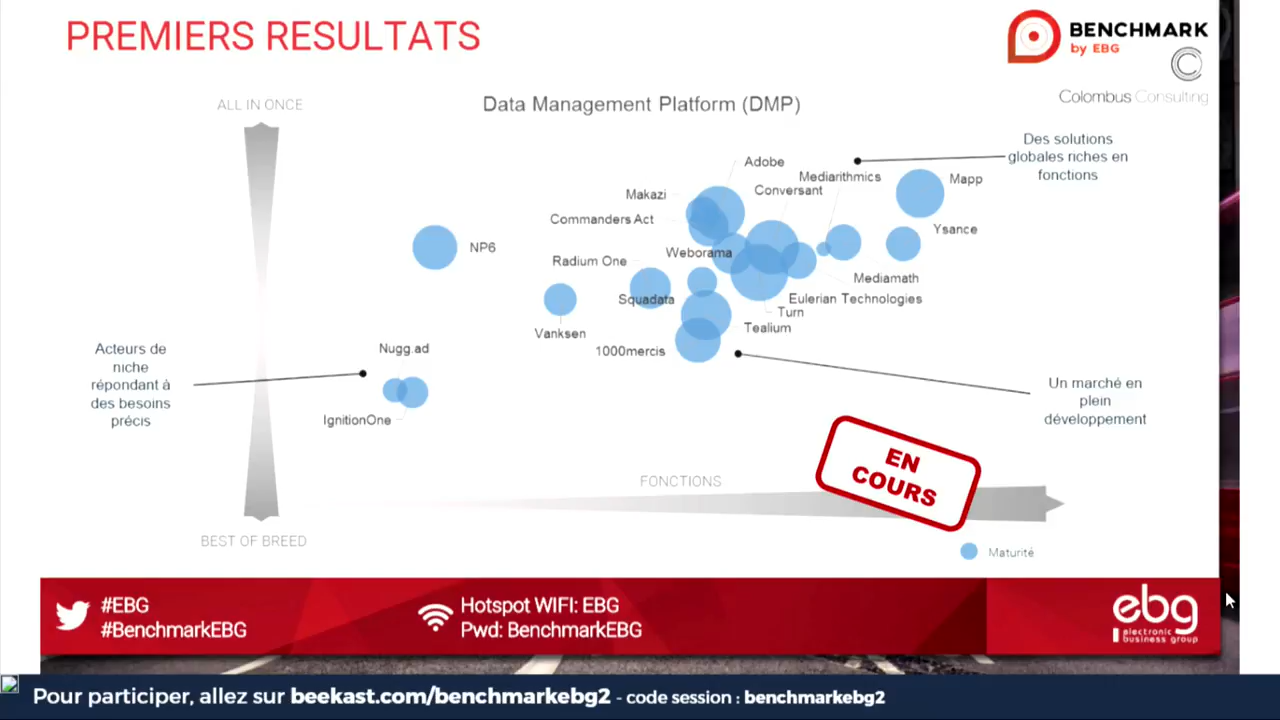 PREMIERS RESULTATS
BENCHMARK
by EBG
Colombus Consulting
ALL IN ONCE
Data Management Platform (DMP)
Des solutions
globales riches en
fonctions
Adobe
Mediarithmics
Conversant
Makazi
Mapp
Commanders Act
Ysance
NP6
Weborama
Radium One
Mediamath
Squadata
Eulerian Technologies
Turn
Tealium
Vanksen
1000mercis
Nugg.ad
Acteurs de
niche
répondant à
des besoins
précis
IgnitionOne
Un marché en
plein
développement
EN
COURS
FONCTIONS
BEST OF BREED
Maturité
#EBG
#BenchmarkEBG
Hotspot WIFI: EBG
Pwd: BenchmarkEBG
ebg
electronic
business group
Pour participer, allez sur beekast.com/benchmarkebg2 - code session : benchmarkebg2